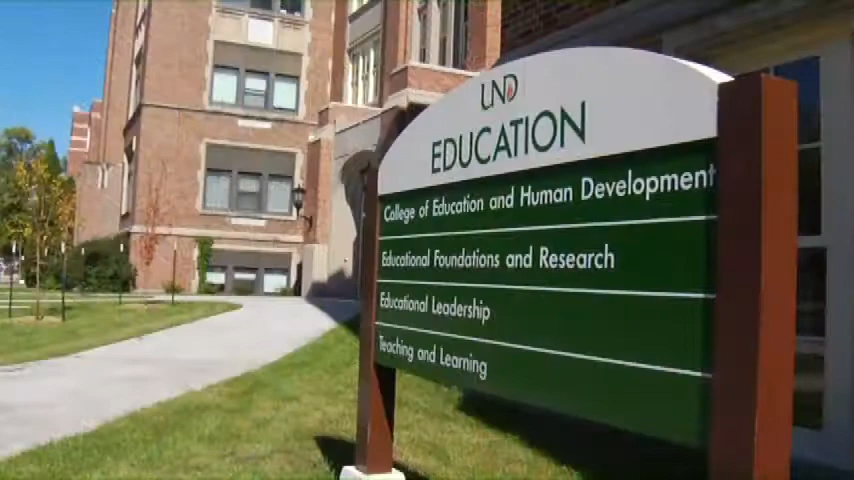 UND
EDUCATION
College of Education and Human Development
Educational Foundations and Research
Educational Leadership
Teaching and Learning